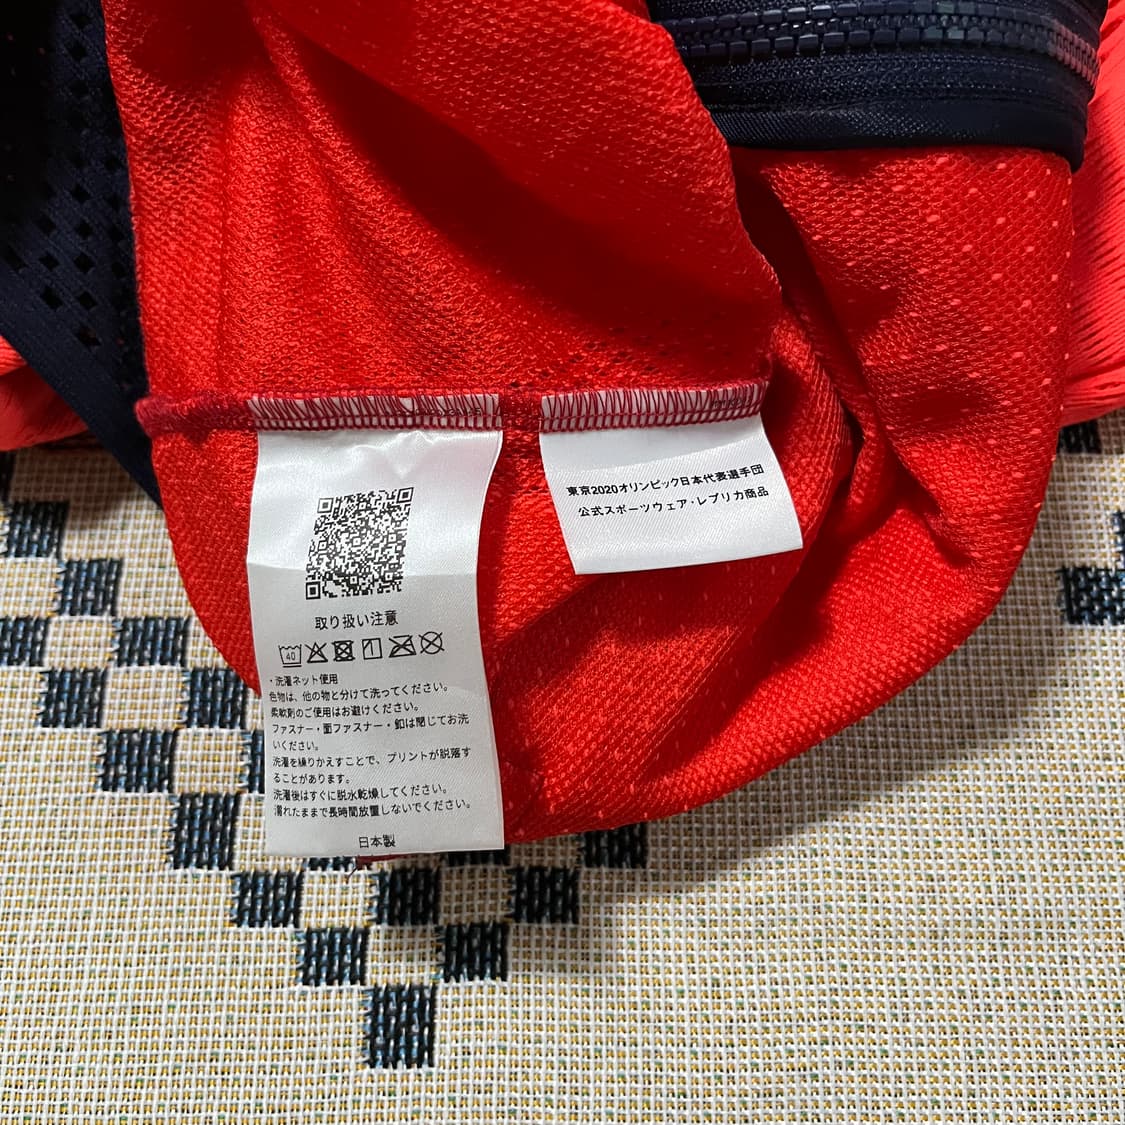 取り扱い注意
40
・洗濯ネット使用
色物は、他の物と分けて洗ってください。
柔軟剤のご使用はお避けください。
ファスナー・面ファスナー・釦は閉じてお洗
いください。
洗濯を繰りかえすことで、プリントが脱落す
ることがあります。
洗濯後はすぐに脱水乾燥してください。
濡れたままで長時間放置しないでください。
日本製
東京2020オリンピック日本代表選手団
公式スポーツウェア・レプリカ商品